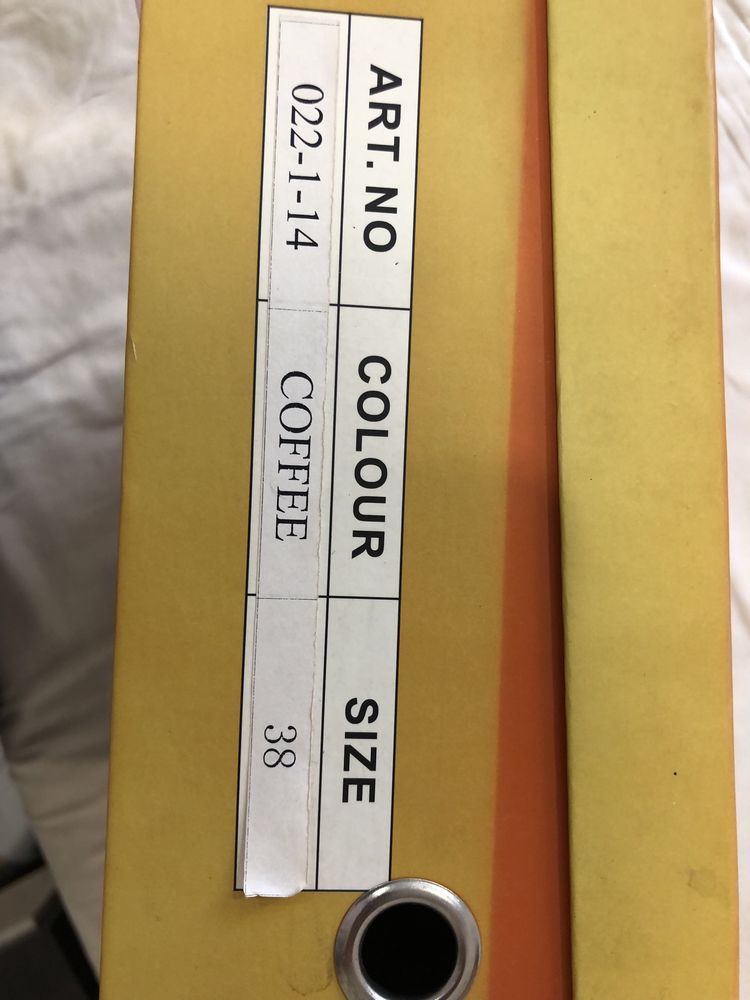 ART. NO COLOUR SIZE
022-1-14 COFFEE 38